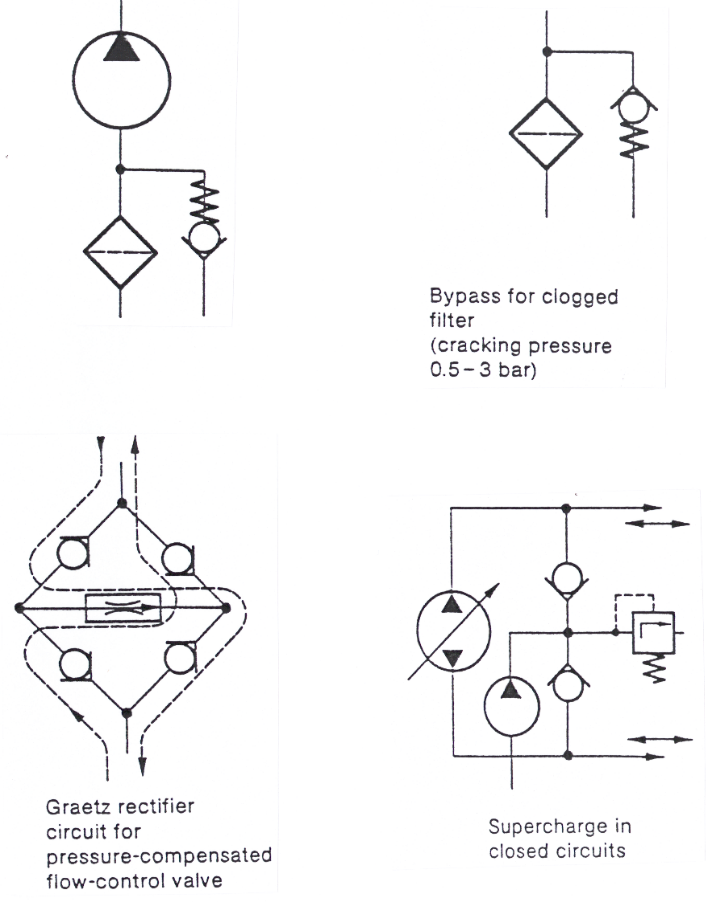 Bypass for clogged
filter
(cracking pressure
0.5-3 bar)
Graetz rectifier
circuit for
pressure-compensated
flow-control valve
Supercharge in
closed circuits